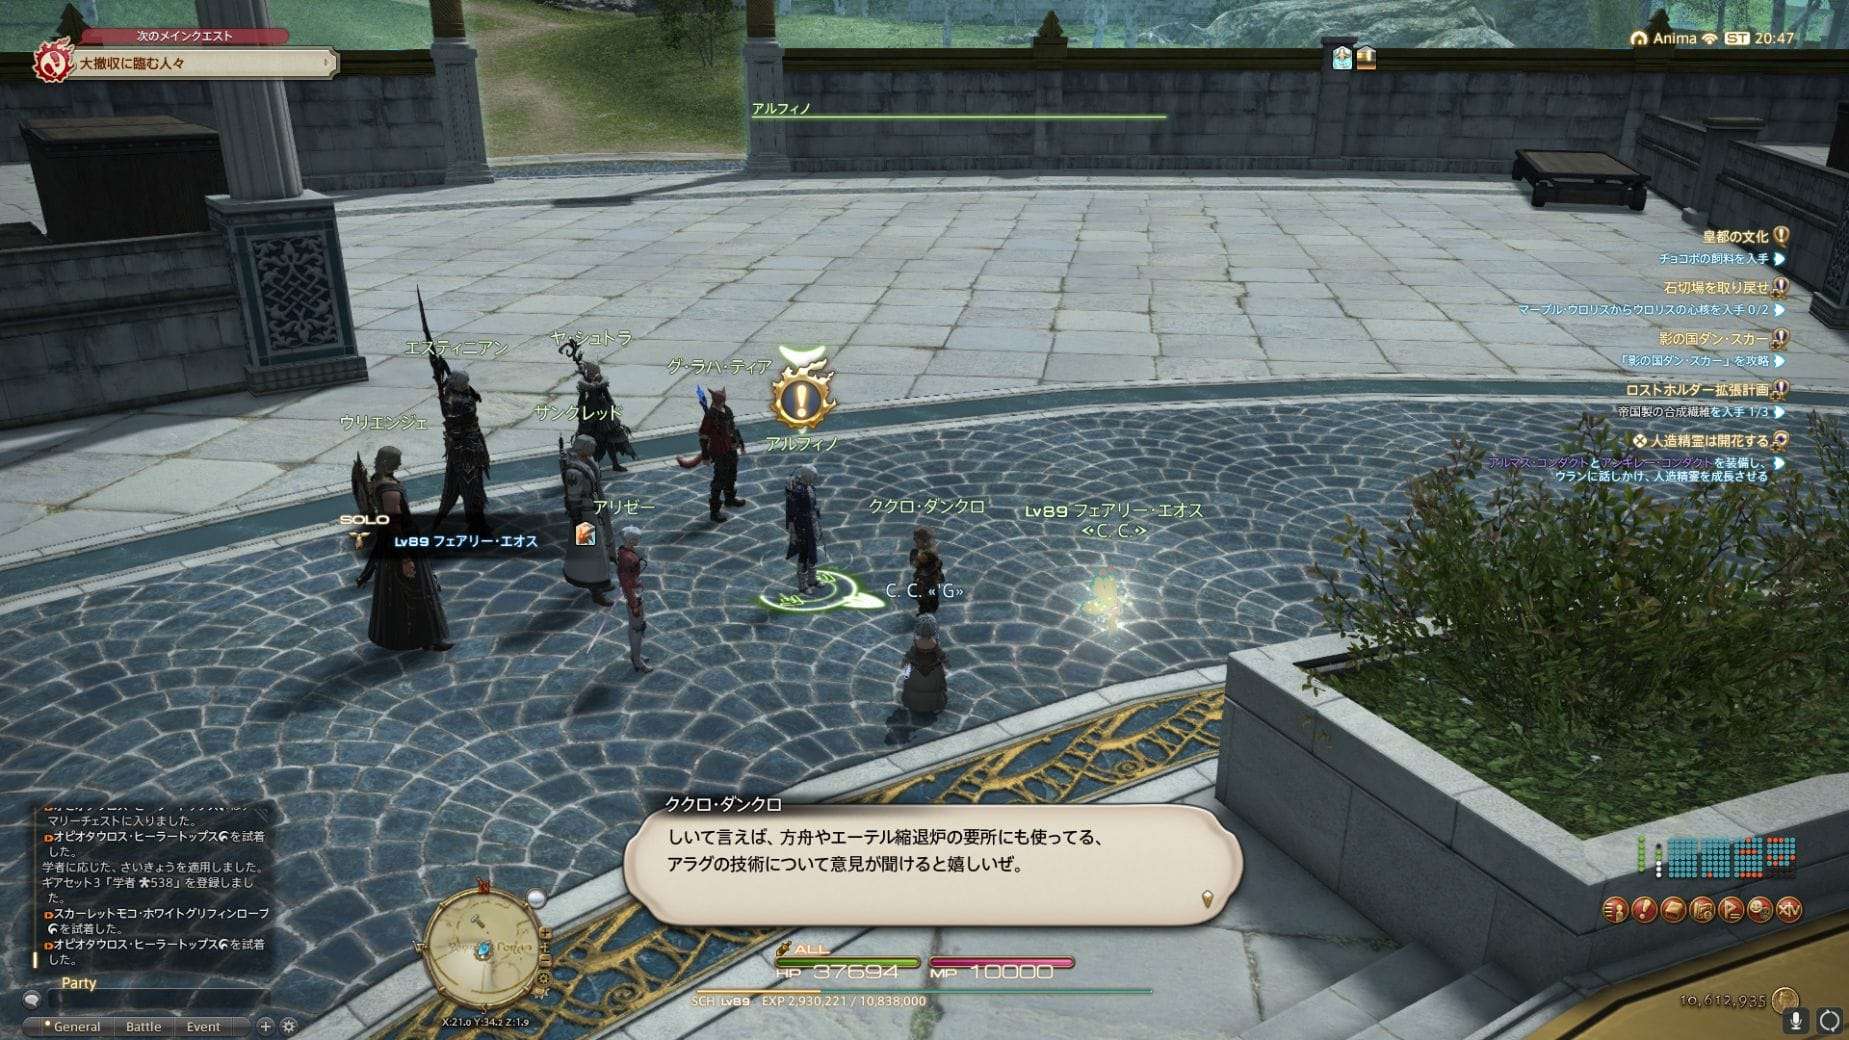 次のメインクエスト
大撤収に臨む人々
Anima ST 20:47
アルフィノ
皇都の文化
チョコボの飼料を入手
石切場を取り戻せ
マーブル・ウロリスからウロリスの心核を入手 0/2
影の国ダン・スカー
「影の国ダン・スカー」を攻略
ロストホルダー拡張計画
帝国製の合成繊維を入手 1/3
人造精霊は開花する
アルマス・コンダクトとアンギレー・コンダクトを装備し、
ウランに話しかけ、人造精霊を成長させる
エスティニアン
ヤ・シュトラ
グ・ラハ・ティア
サンクレッド
ウリエンジェ
アルフィノ
アリゼー
ククロ・ダンクロ
Lv89 フェアリー・エオス
«C. C.»
SOLO
Lv89 フェアリー・エオス
C. C. «'G»
ククロ・ダンクロ
しいて言えば、方舟やエーテル縮退炉の要所にも使ってる、
アラグの技術について意見が聞けると嬉しいぜ。
マリーチェストに入りました。
オピオタウロス・ヒーラートップスを試着
した。
学者に応じた、さいきょうを適用しました。
ギアセット3「学者 ★538」を登録しまし
た。
スカーレットモコ・ホワイトグリフィンローブ
を試着した。
オピオタウロス・ヒーラートップスを試着
した。
Party
General Battle Event
X:21.0 Y:34.2 Z:1.9
ALL
HP 37694 MP 10000
SCH Lv89 EXP 2,930,221 / 10,838,000
10,612,935
XIV